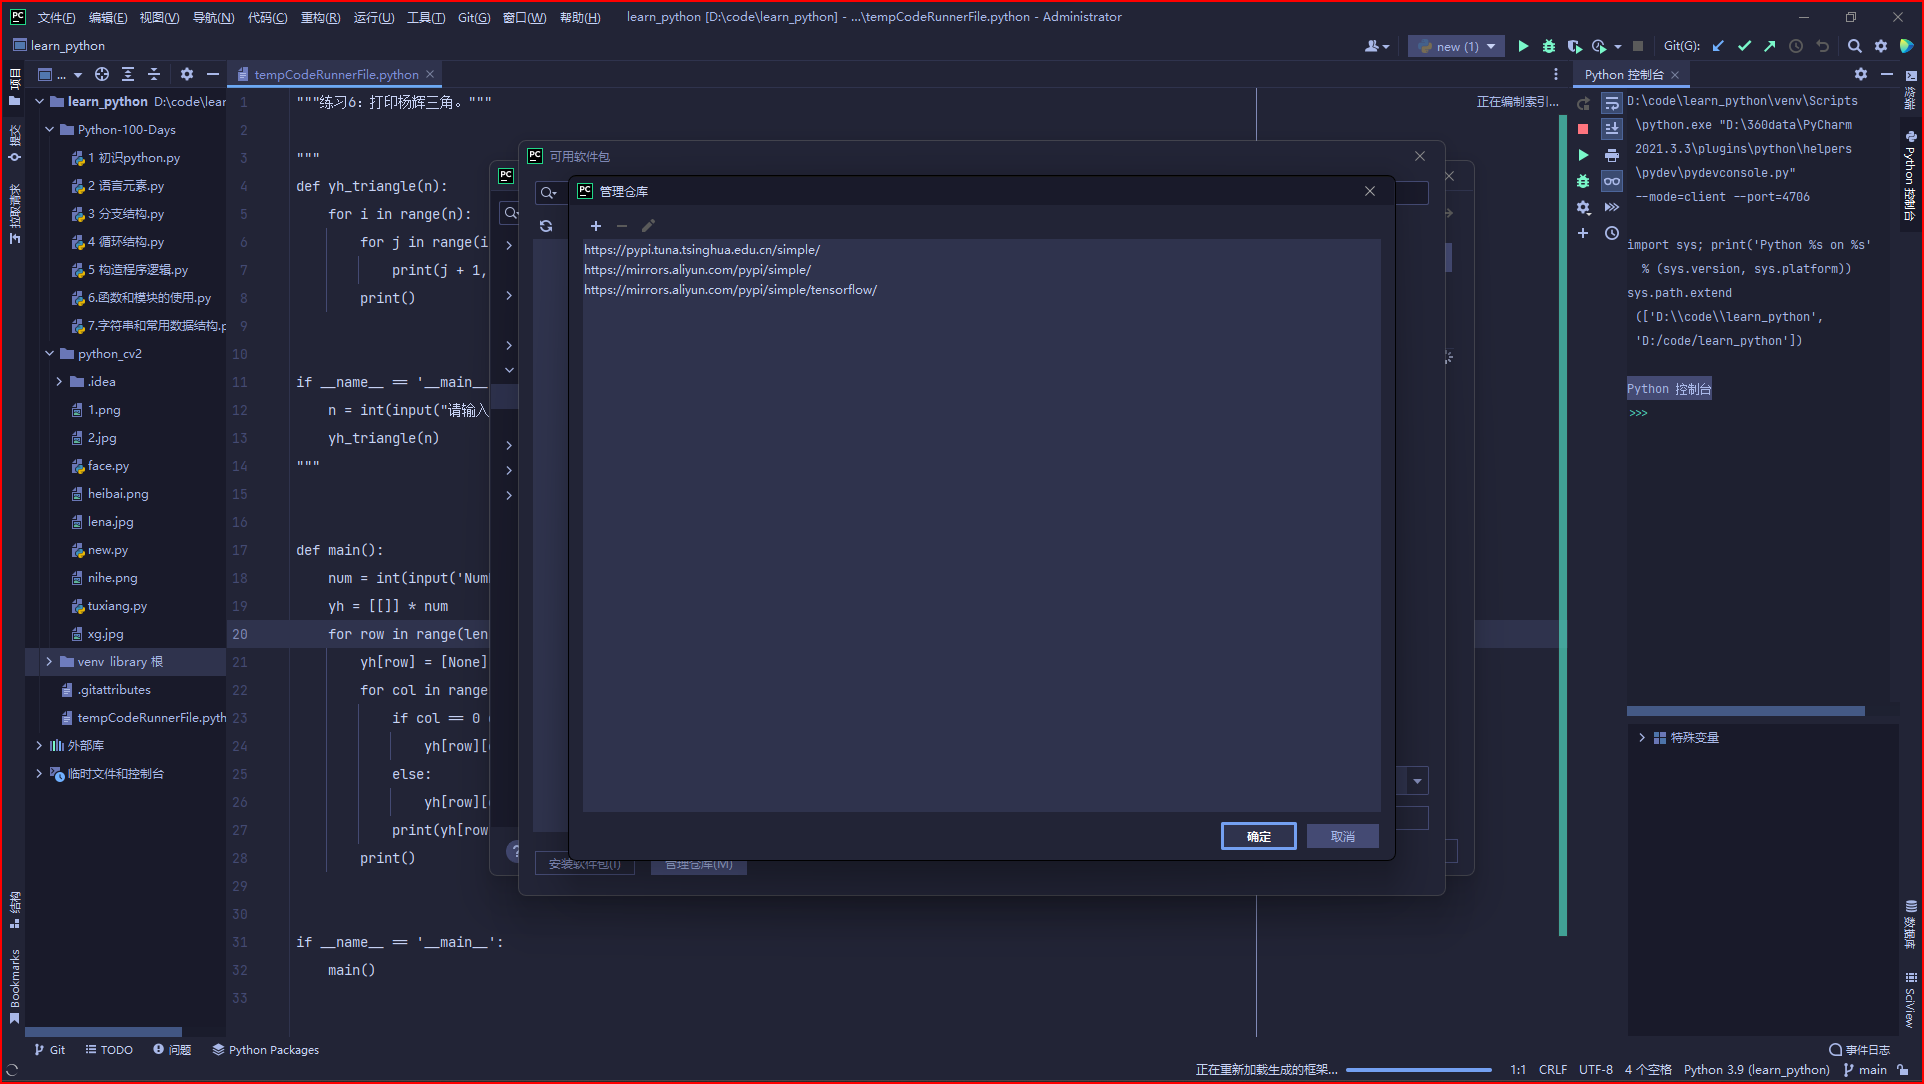 PC 文件(F) 编辑(E) 视图(V) 导航(N) 代码(C) 重构(R) 运行(U) 工具(T) Git(G) 窗口(W) 帮助(H) learn_python [D:\code\learn_python] - ...\tempCodeRunnerFile.python - Administrator
learn_python
new (1)
Git(G):
项目
提交
拉取请求
结构
Bookmarks
...
learn_python D:\code\lear
Python-100-Days
1 初识python.py
2 语言元素.py
3 分支结构.py
4 循环结构.py
5 构造程序逻辑.py
6.函数和模块的使用.py
7.字符串和常用数据结构.p
python_cv2
.idea
1.png
2.jpg
face.py
heibai.png
lena.jpg
new.py
nihe.png
tuxiang.py
xg.jpg
venv library 根
.gitattributes
tempCodeRunnerFile.pyth
外部库
临时文件和控制台
tempCodeRunnerFile.python
正在编制索引...
1 """练习6：打印杨辉三角。"""
2
3 """
4 def yh_triangle(n):
5 for i in range(n):
6 for j in range(i
7 print(j + 1,
8 print()
9
10
11 if __name__ == '__main__
12 n = int(input("请输入
13 yh_triangle(n)
14 """
15
16
17 def main():
18 num = int(input('Num
19 yh = [[]] * num
20 for row in range(len
21 yh[row] = [None]
22 for col in range
23 if col == 0
24 yh[row][
25 else:
26 yh[row][
27 print(yh[row
28 print()
29
30
31 if __name__ == '__main__':
32 main()
33
PC
?
PC 可用软件包
安装软件包(I) 管理仓库(M)
PC 管理仓库
https://pypi.tuna.tsinghua.edu.cn/simple/
https://mirrors.aliyun.com/pypi/simple/
https://mirrors.aliyun.com/pypi/simple/tensorflow/
确定 取消
Python 控制台
D:\code\learn_python\venv\Scripts
\python.exe "D:\360data\PyCharm
2021.3.3\plugins\python\helpers
\pydev\pydevconsole.py"
--mode=client --port=4706
import sys; print('Python %s on %s'
% (sys.version, sys.platform))
sys.path.extend
(['D:\\code\\learn_python',
'D:/code/learn_python'])
Python 控制台
>>>
特殊变量
终端
Python 控制台
数据库
SciView
Git TODO 问题 Python Packages
事件日志
正在重新加载生成的框架... 1:1 CRLF UTF-8 4 个空格 Python 3.9 (learn_python) main